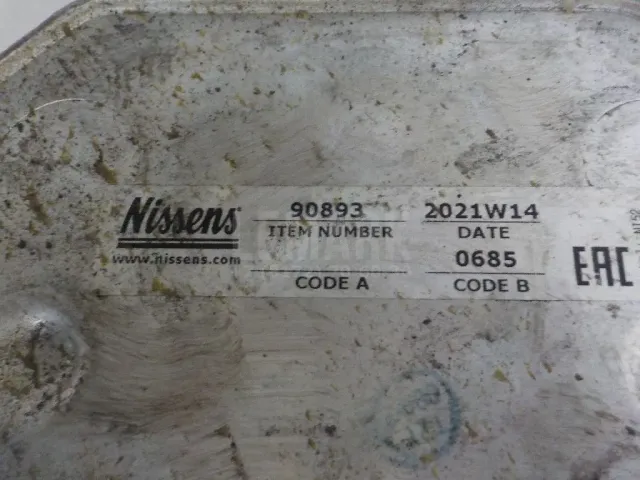 Nissens
www.nissens.com
90893
ITEM NUMBER
CODE A
2021W14
DATE
0685
CODE B
EAC